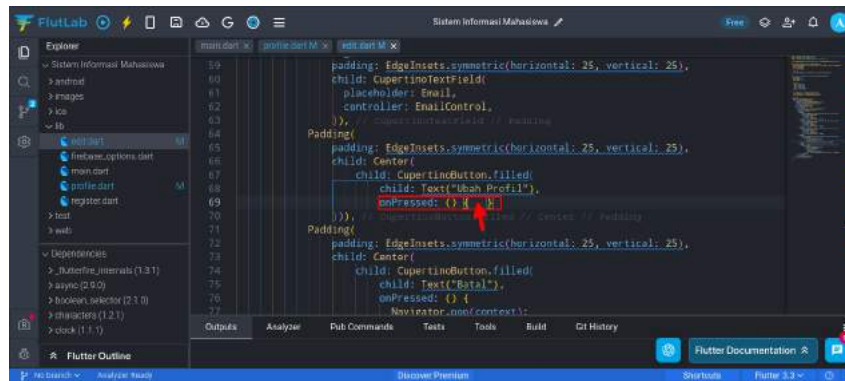 FlutLab
Sistem Informasi Mahasiswa
Free
Explorer
main.dart x profile.dart M x edit.dart M x
Sistem Informasi Mahasiswa
android
images
ios
lib
edit.dart M
firebase_options.dart
main.dart
profile.dart M
register.dart
test
web
Dependencies
_flutterfire_internals (1.3.1)
async (2.9.0)
boolean_selector (2.1.0)
characters (1.2.1)
clock (1.1.1)
Flutter Outline
59 padding: EdgeInsets.symmetric(horizontal: 25, vertical: 25),
60 child: CupertinoTextField(
61 placeholder: Email,
62 controller: EmailControl,
63 )), // CupertinoTextField // Padding
64 Padding(
65 padding: EdgeInsets.symmetric(horizontal: 25, vertical: 25),
66 child: Center(
67 child: CupertinoButton.filled(
68 child: Text("Ubah Profil"),
69 onPressed: () { }
70 ))), // CupertinoButton.filled // Center // Padding
71 Padding(
72 padding: EdgeInsets.symmetric(horizontal: 25, vertical: 25),
73 child: Center(
74 child: CupertinoButton.filled(
75 child: Text("Batal"),
76 onPressed: () {
77 Navigator.pop(context);
Outputs Analyzer Pub Commands Tests Tools Build Git History
Flutter Documentation
No branch Analyzer Ready
Discover Premium
Shortcuts Flutter 3.3